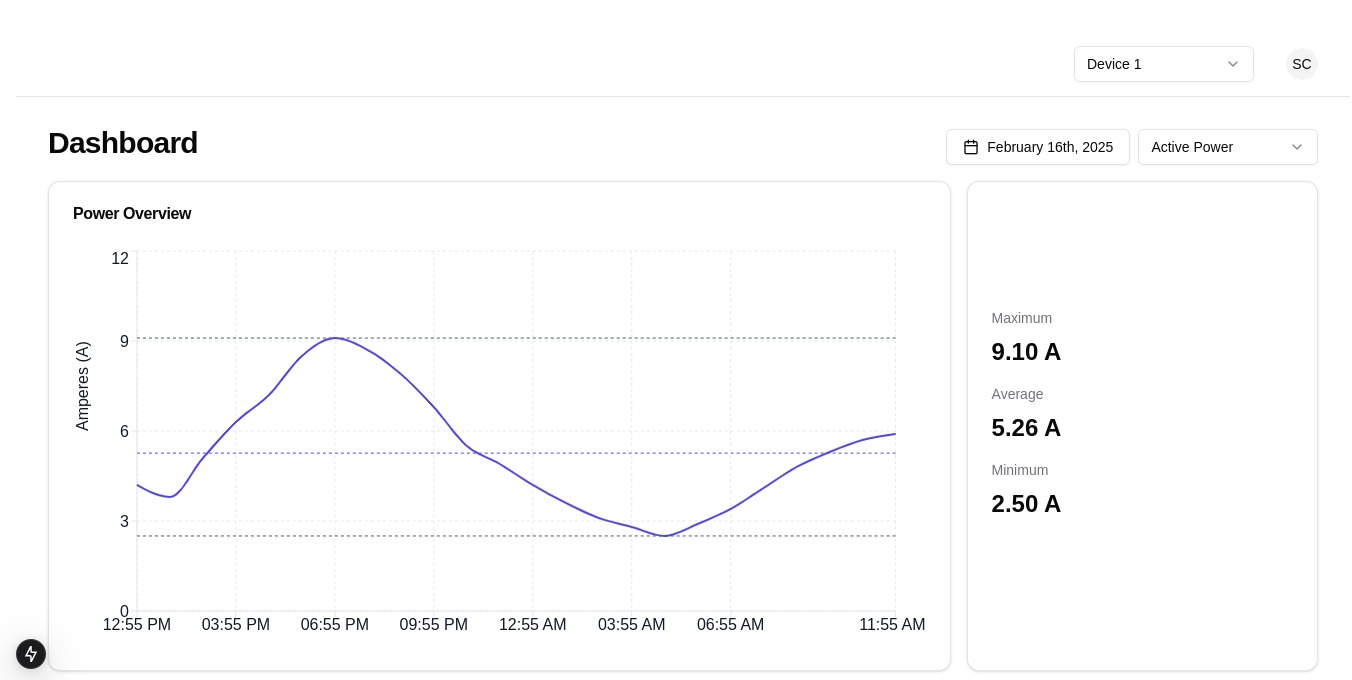 Device 1
SC
Dashboard
February 16th, 2025
Active Power
Power Overview
12
9
6
3
0
Amperes (A)
12:55 PM 03:55 PM 06:55 PM 09:55 PM 12:55 AM 03:55 AM 06:55 AM 11:55 AM
Maximum
9.10 A
Average
5.26 A
Minimum
2.50 A